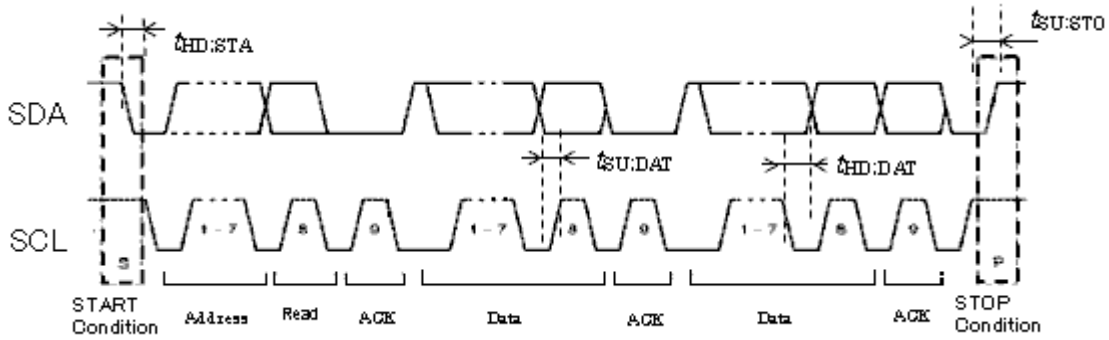 tHD:STA
tSU:STO
SDA
tSU:DAT
tHD:DAT
SCL
S 1-7 8 9 1-7 8 9 1-7 8 9 P
START Condition
Address
Read
ACK
Data
ACK
Data
ACK
STOP Condition